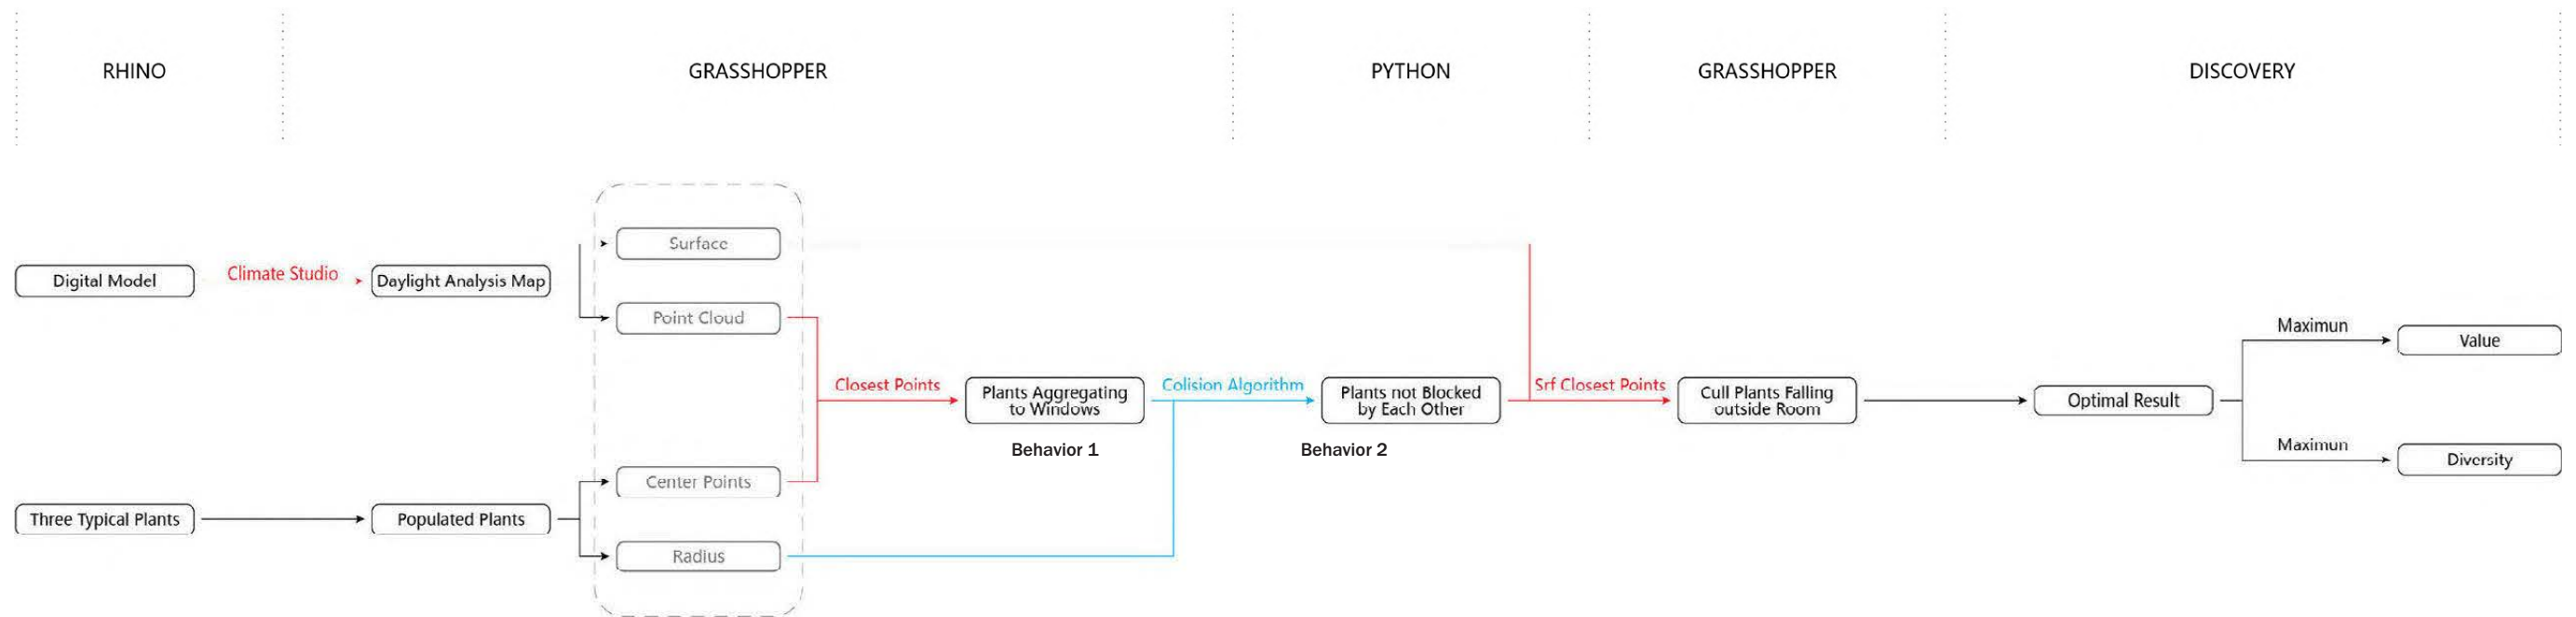 RHINO
GRASSHOPPER
PYTHON
GRASSHOPPER
DISCOVERY
Surface
Digital Model
Climate Studio
Daylight Analysis Map
Point Cloud
Closest Points
Plants Aggregating
to Windows
Behavior 1
Colision Algorithm
Plants not Blocked
by Each Other
Behavior 2
Srf Closest Points
Cull Plants Falling
outside Room
Optimal Result
Maximun
Value
Maximun
Diversity
Center Points
Three Typical Plants
Populated Plants
Radius